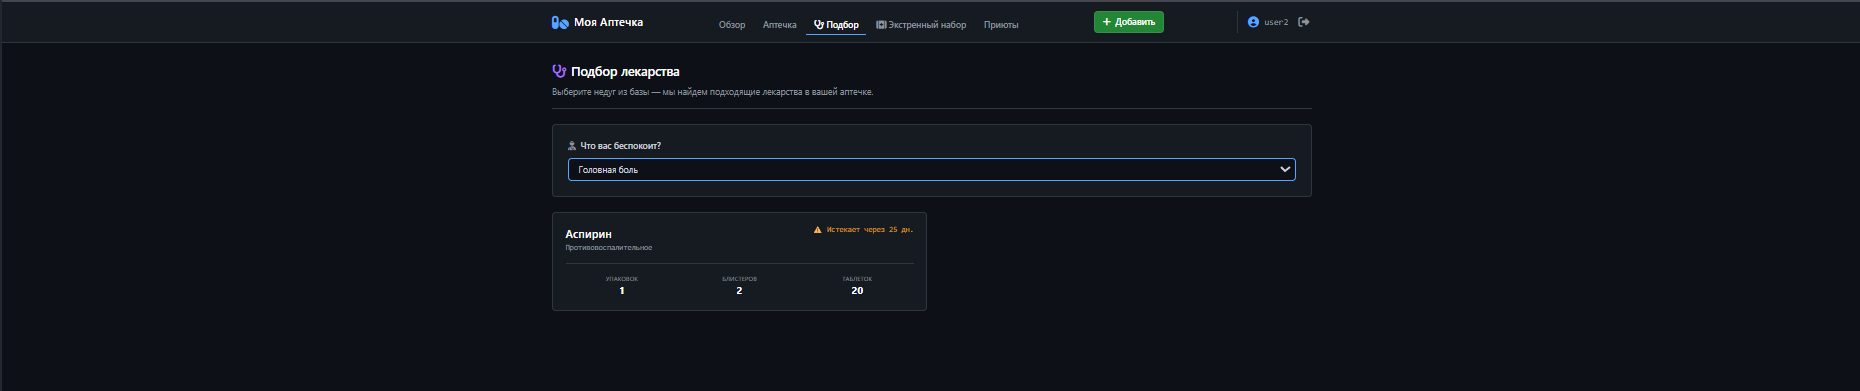 Моя Аптечка
Обзор Аптечка Подбор Экстренный набор Приюты
+ Добавить
user2
Подбор лекарства
Выберите недуг из базы — мы найдем подходящие лекарства в вашей аптечке.
Что вас беспокоит?
Головная боль
Аспирин
Истекает через 25 дн.
Противовоспалительное
УПАКОВОК БЛИСТЕРОВ ТАБЛЕТОК
1 2 20